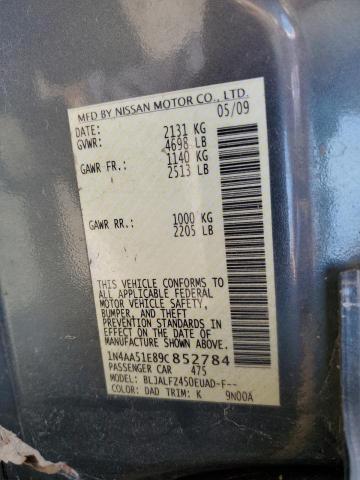 MFD BY NISSAN MOTOR CO., LTD.
DATE: 05/09
GVWR: 2131 KG
4698 LB
GAWR FR.: 1140 KG
2513 LB
GAWR RR.: 1000 KG
2205 LB
THIS VEHICLE CONFORMS TO
ALL APPLICABLE FEDERAL
MOTOR VEHICLE SAFETY,
BUMPER, AND THEFT
PREVENTION STANDARDS IN
EFFECT ON THE DATE OF
MANUFACTURE SHOWN ABOVE.
1N4AA51E89C852784
PASSENGER CAR 475
MODEL: BLJALFZ450EUAD-F--
COLOR: DAD TRIM: K 9N00A